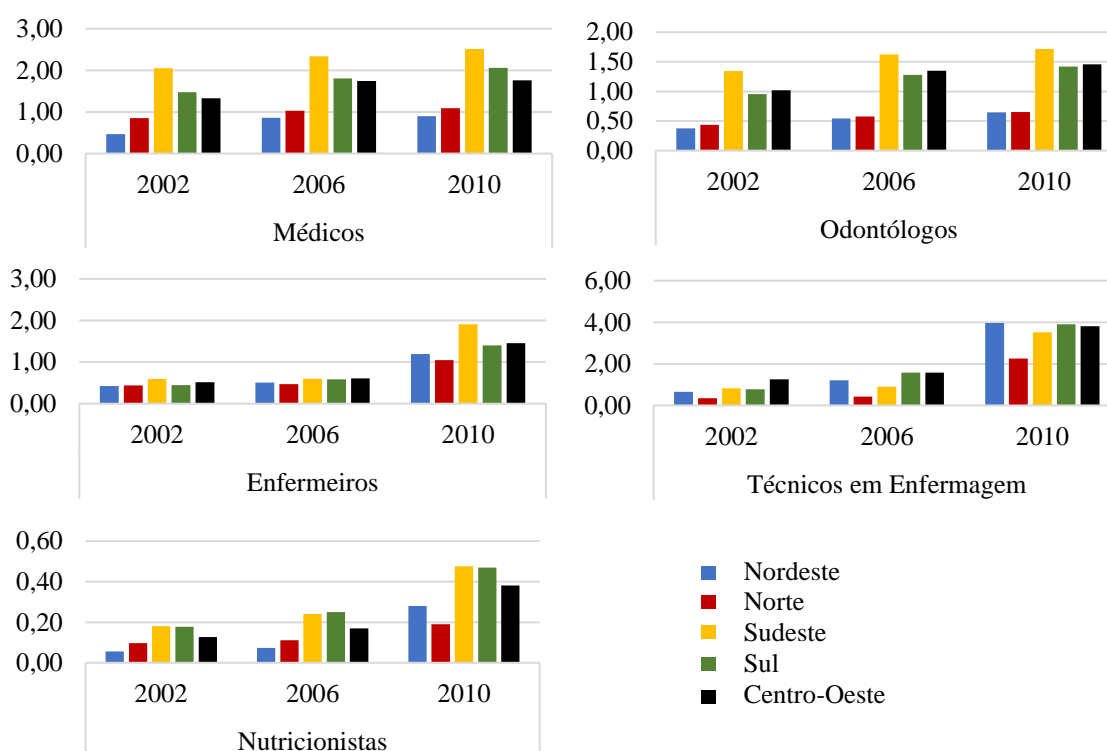 3,00
2,00
1,00
0,00
2002 2006 2010
Médicos
2,00
1,50
1,00
0,50
0,00
2002 2006 2010
Odontólogos
3,00
2,00
1,00
0,00
2002 2006 2010
Enfermeiros
6,00
4,00
2,00
0,00
2002 2006 2010
Técnicos em Enfermagem
0,60
0,40
0,20
0,00
2002 2006 2010
Nutricionistas
Nordeste
Norte
Sudeste
Sul
Centro-Oeste